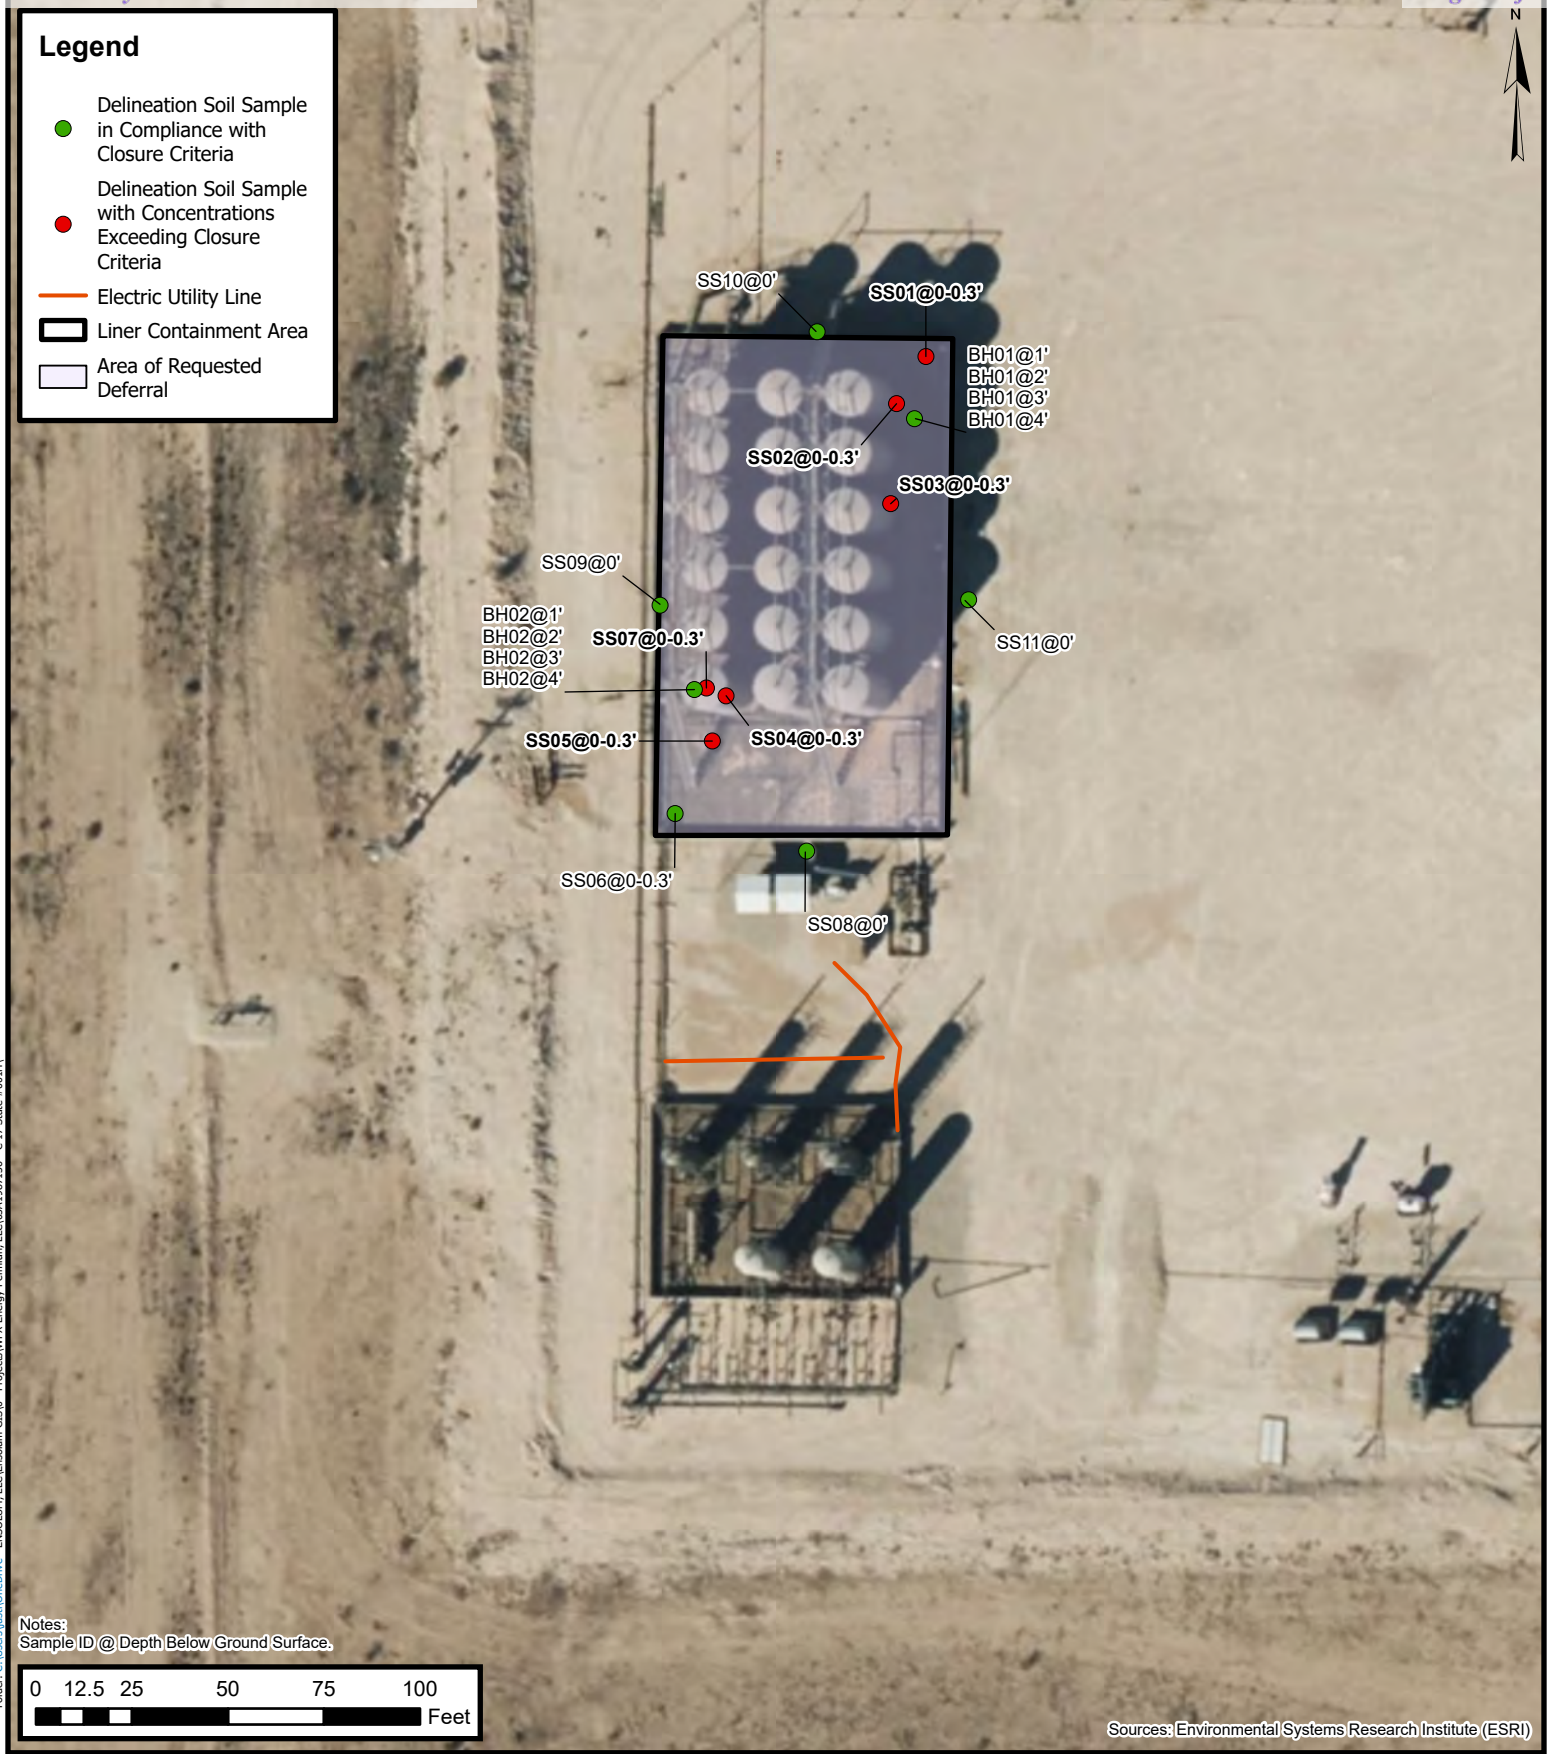 Legend
Delineation Soil Sample
in Compliance with
Closure Criteria
Delineation Soil Sample
with Concentrations
Exceeding Closure
Criteria
Electric Utility Line
Liner Containment Area
Area of Requested
Deferral
N
SS10@0'
SS01@0-0.3'
BH01@1'
BH01@2'
BH01@3'
BH01@4'
SS02@0-0.3'
SS03@0-0.3'
SS09@0'
BH02@1'
BH02@2'
BH02@3'
BH02@4'
SS07@0-0.3'
SS11@0'
SS05@0-0.3'
SS04@0-0.3'
SS06@0-0.3'
SS08@0'
Notes:
Sample ID @ Depth Below Ground Surface.
0 12.5 25 50 75 100
Feet
Sources: Environmental Systems Research Institute (ESRI)